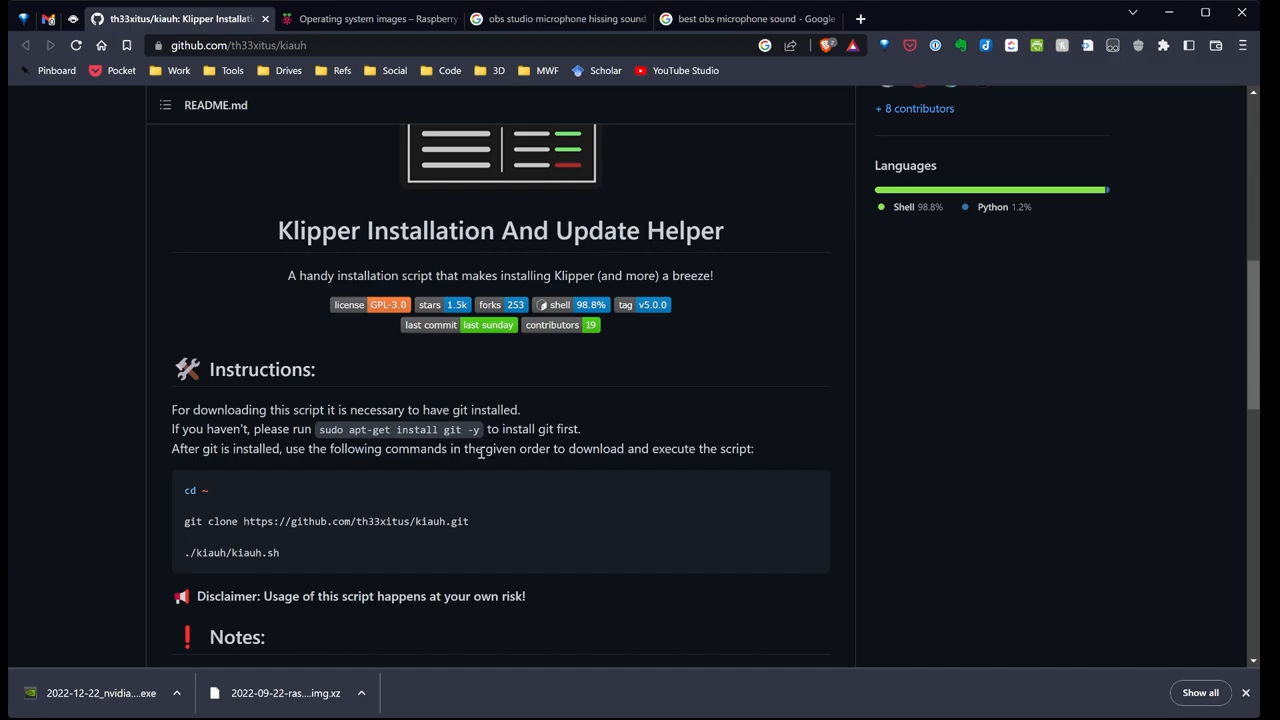 th33xitus/kiauh: Klipper Installati
Operating system images – Raspberry
obs studio microphone hissing sound
best obs microphone sound - Google
github.com/th33xitus/kiauh
Pinboard
Pocket
Work
Tools
Drives
Refs
Social
Code
3D
MWF
Scholar
YouTube Studio
README.md
+ 8 contributors
Languages
Shell 98.8%
Python 1.2%
Klipper Installation And Update Helper
A handy installation script that makes installing Klipper (and more) a breeze!
license GPL-3.0 stars 1.5k forks 253 shell 98.8% tag v5.0.0
last commit last sunday contributors 19
Instructions:
For downloading this script it is necessary to have git installed.
If you haven't, please run sudo apt-get install git -y to install git first.
After git is installed, use the following commands in the given order to download and execute the script:
cd ~
git clone https://github.com/th33xitus/kiauh.git
./kiauh/kiauh.sh
Disclaimer: Usage of this script happens at your own risk!
Notes:
2022-12-22_nvidia....exe
2022-09-22-ras....img.xz
Show all